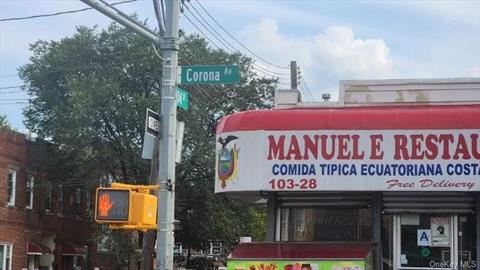 Corona Av
MANUEL E RESTAU
COMIDA TIPICA ECUATORIANA COSTA
103-28
Free Delivery
A
OneKey MLS